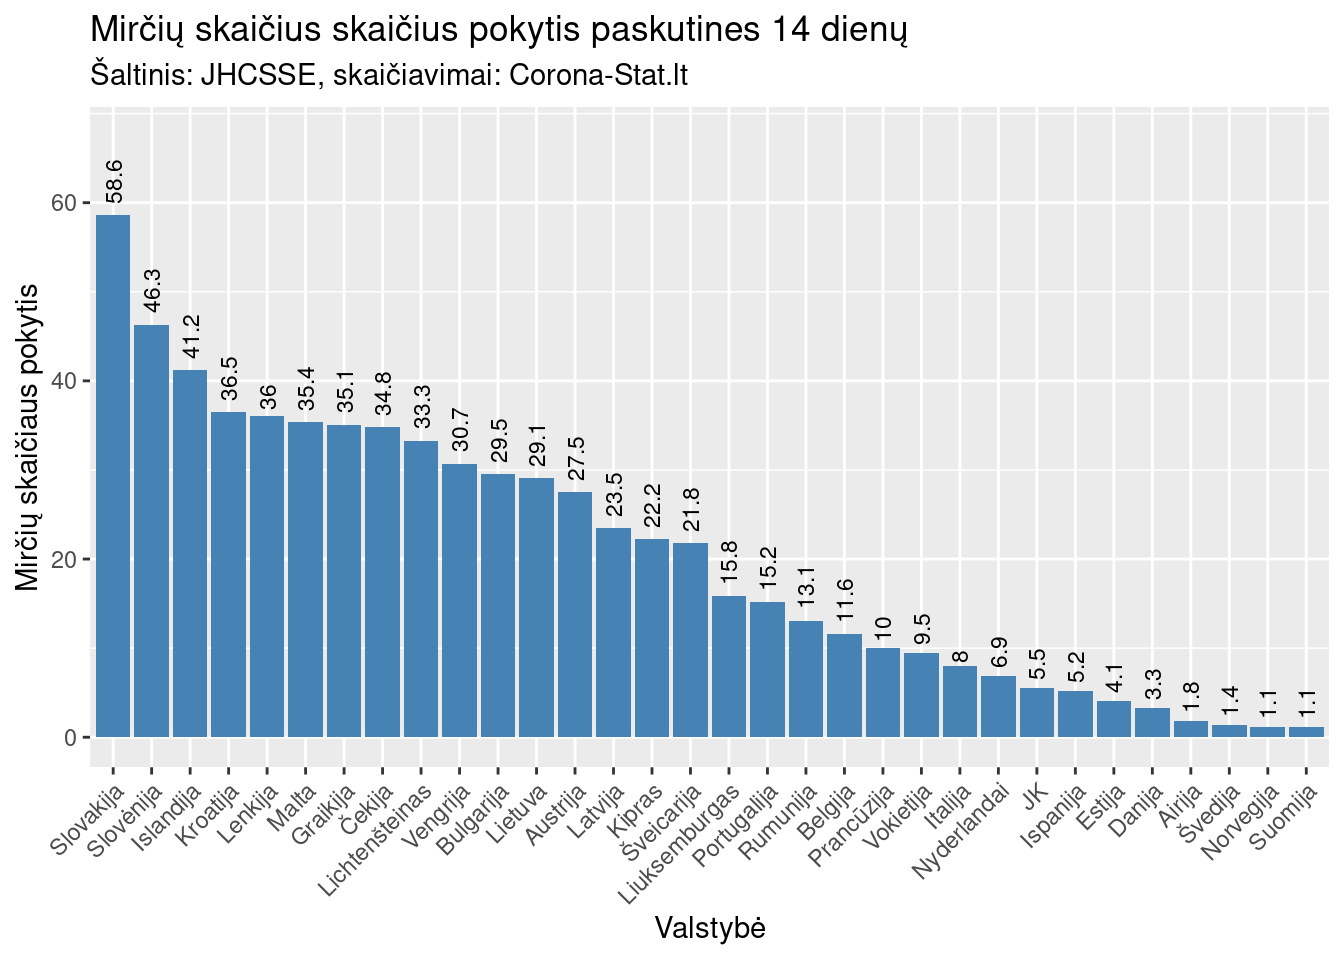 Mirčių skaičius skaičius pokytis paskutines 14 dienų
Šaltinis: JHCSSE, skaičiavimai: Corona-Stat.lt
Mirčių skaičiaus pokytis
60
40
20
0
58.6
46.3
41.2
36.5
36
35.4
35.1
34.8
33.3
30.7
29.5
29.1
27.5
23.5
22.2
21.8
15.8
15.2
13.1
11.6
10
9.5
8
6.9
5.5
5.2
4.1
3.3
1.8
1.4
1.1
1.1
Slovakija
Slovėnija
Islandija
Kroatija
Lenkija
Malta
Graikija
Čekija
Lichtenšteinas
Vengrija
Bulgarija
Lietuva
Austrija
Latvija
Kipras
Šveicarija
Liuksemburgas
Portugalija
Rumunija
Belgija
Prancūzija
Vokietija
Italija
Nyderlandai
JK
Ispanija
Estija
Danija
Airija
Švedija
Norvegija
Suomija
Valstybė